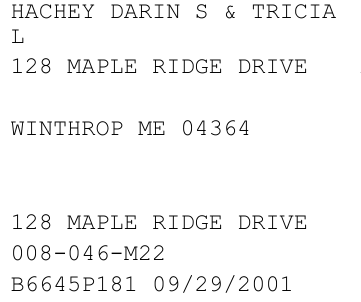 HACHEY DARIN S & TRICIA
L
128 MAPLE RIDGE DRIVE
WINTHROP ME 04364
128 MAPLE RIDGE DRIVE
008-046-M22
B6645P181 09/29/2001